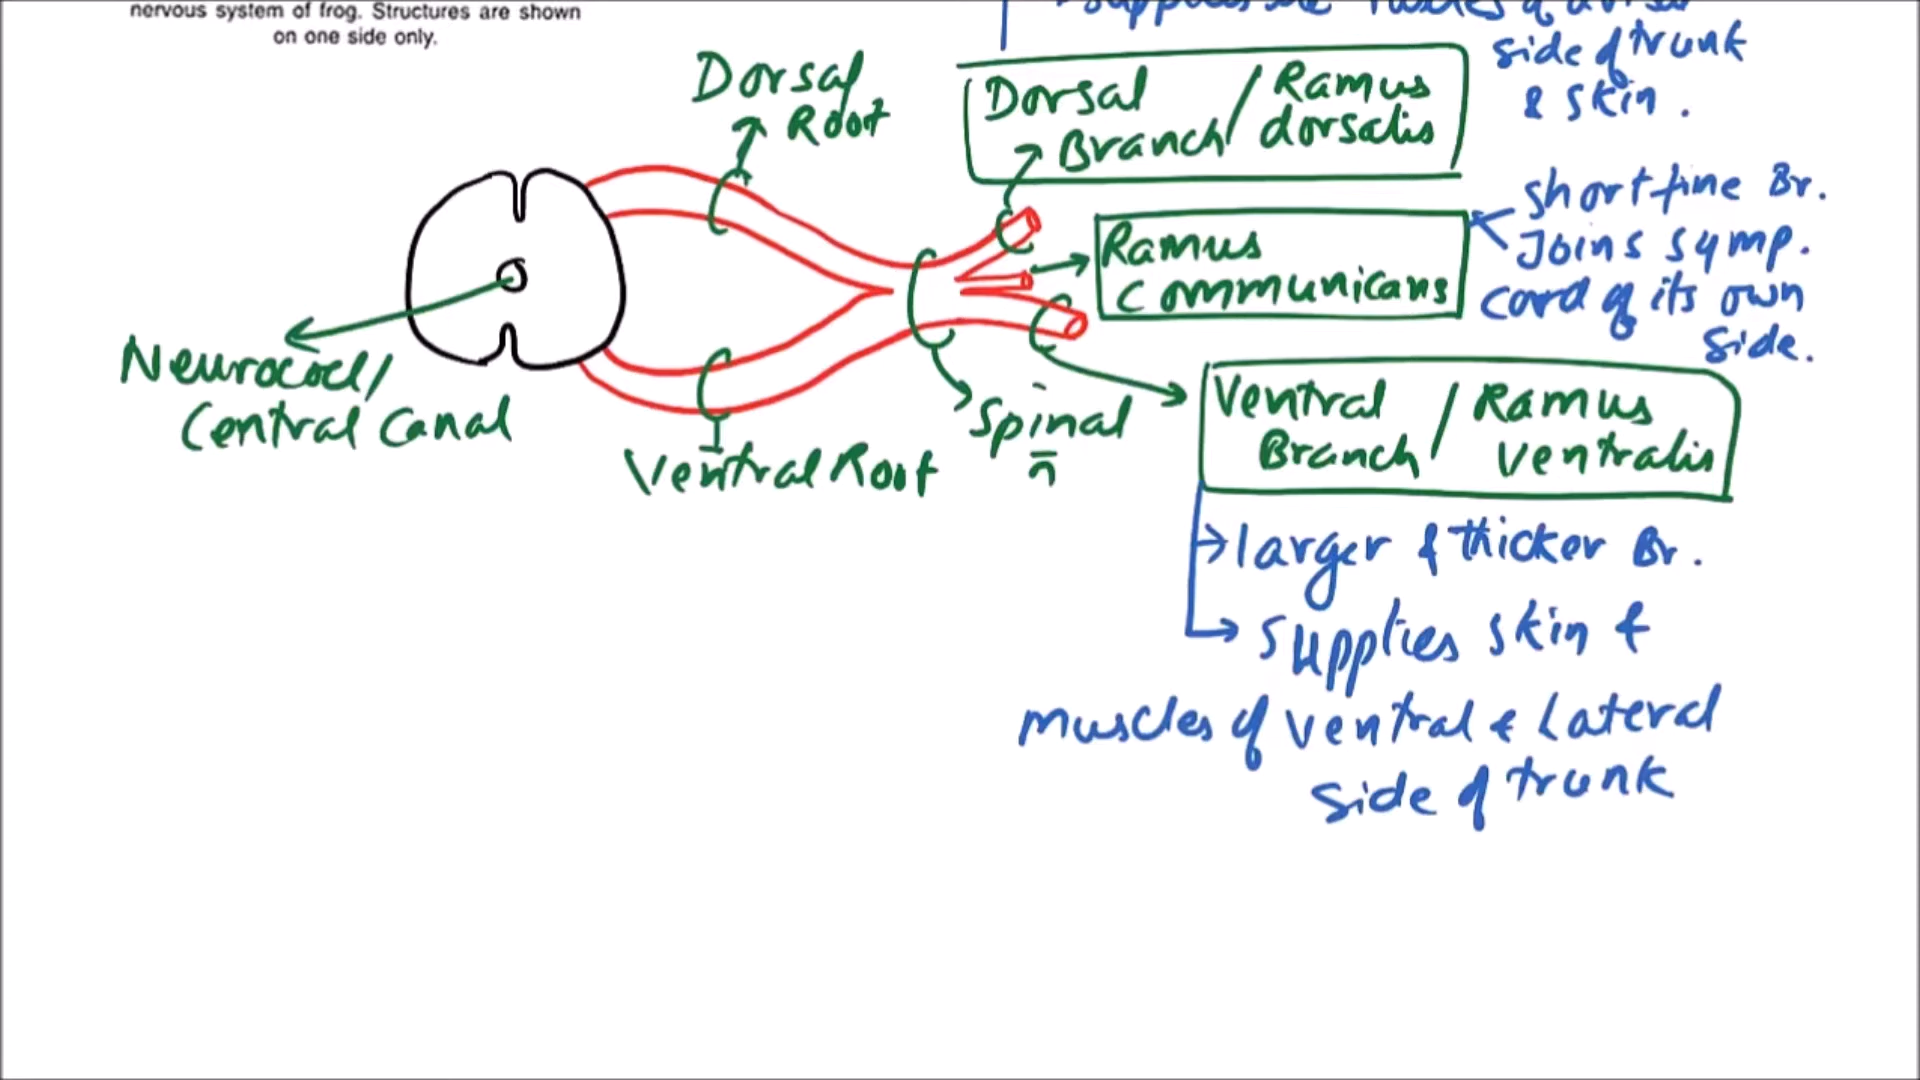 nervous system of frog. Structures are shown
on one side only.
side of trunk
& skin.
Dorsal
Root
Dorsal
Branch /
Ramus
dorsalis
short fine Br.
Joins symp.
cord of its own
side.
Ramus
Communicans
Neurocoel/
Central Canal
Ventral Root
Spinal
n̄
Ventral
Branch /
Ramus
Ventralis
larger & thicker Br.
Supplies skin &
muscles of ventral & Lateral
side of trunk